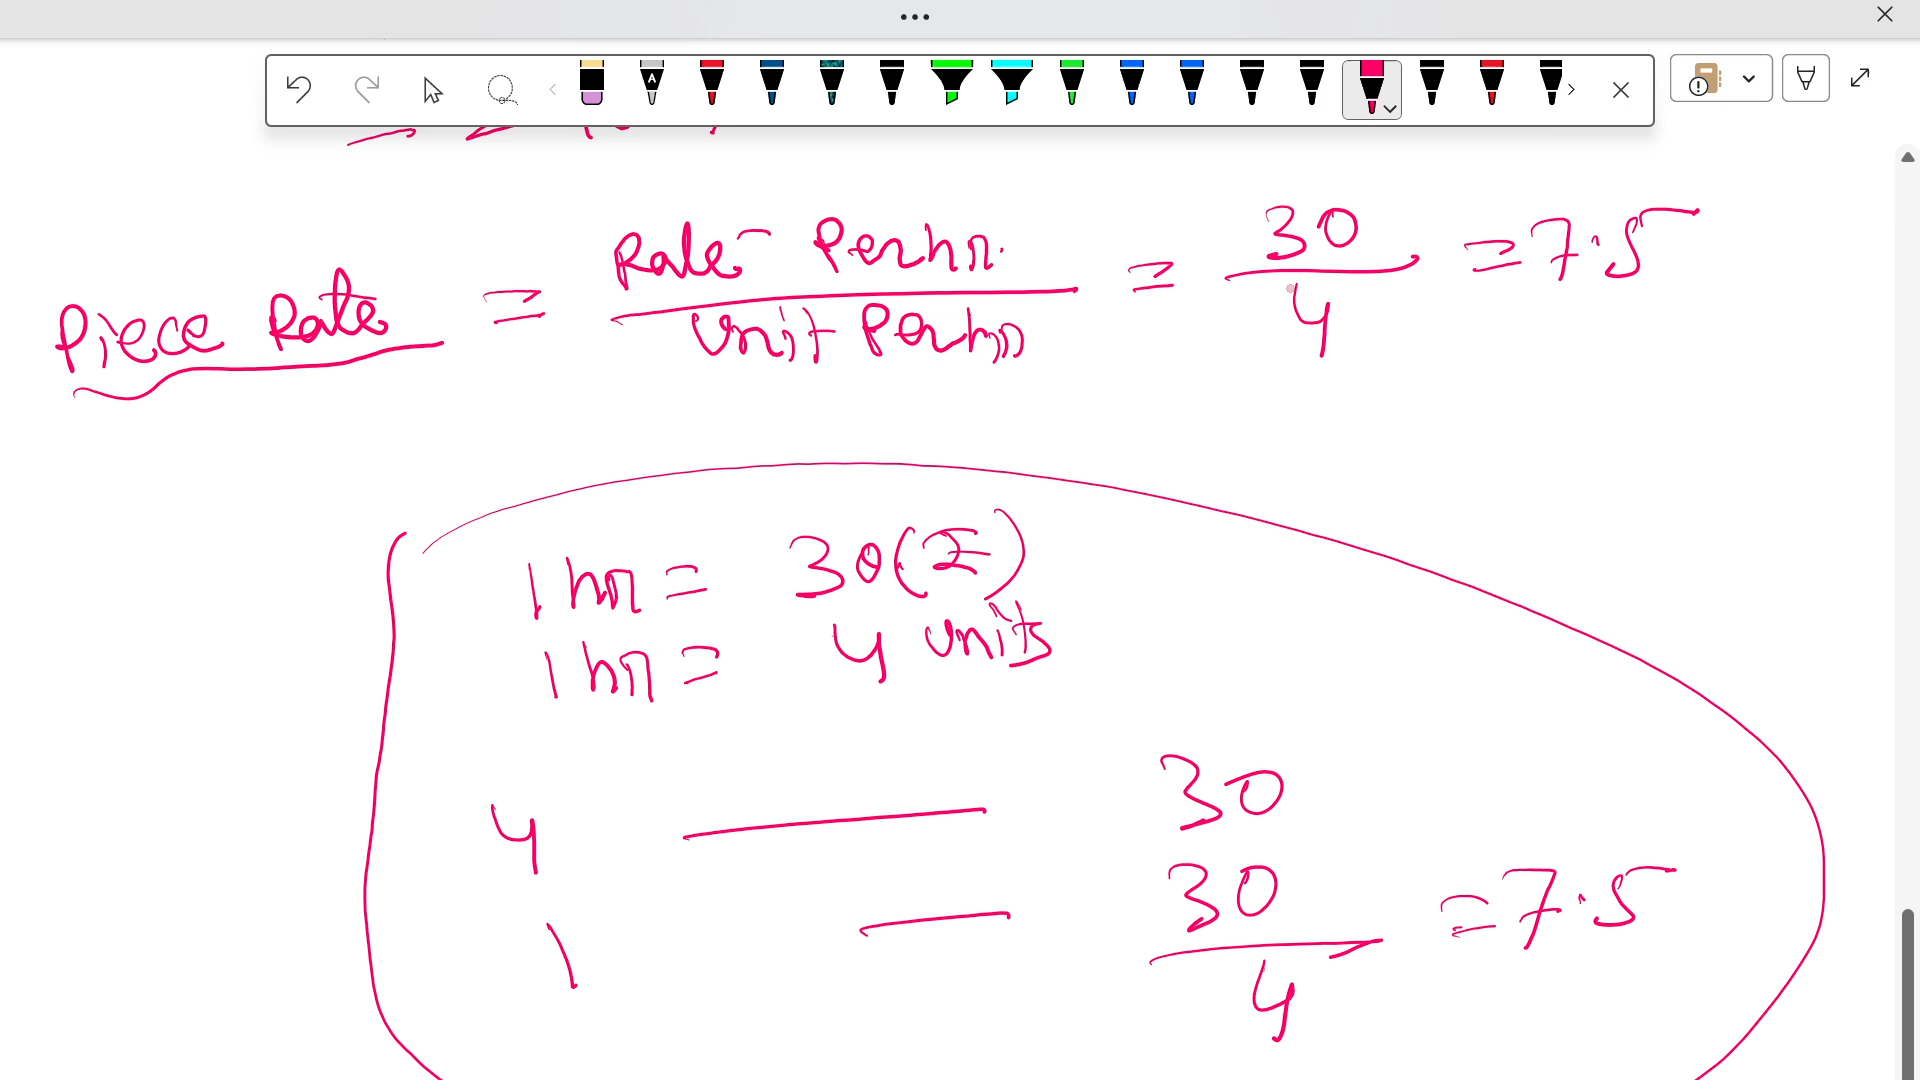 Piece Rate = Rate Per hr. / Unit Per hr = 30 / 4 = 7.5
1 hr = 30 (₹)
1 hr = 4 units
4 — 30
1 — 30 / 4 = 7.5